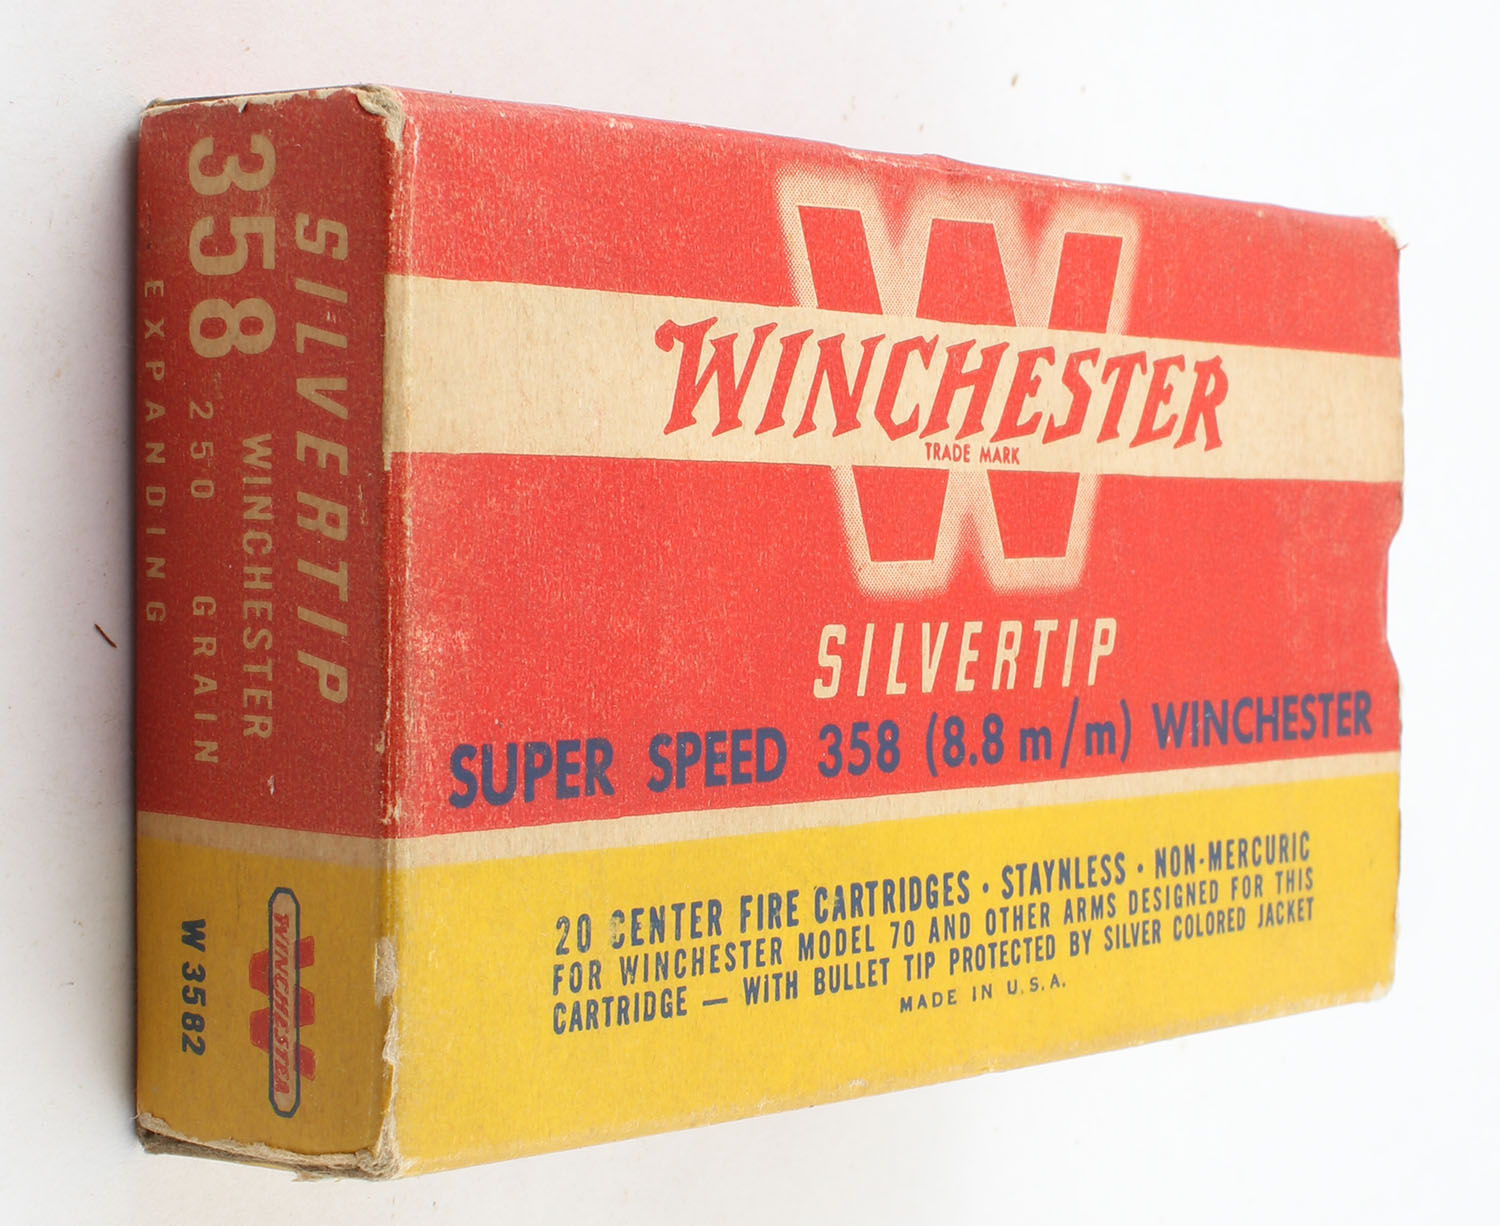 W
WINCHESTER
TRADE MARK
SILVERTIP
SUPER SPEED 358 (8.8 m/m) WINCHESTER
20 CENTER FIRE CARTRIDGES · STAYNLESS · NON-MERCURIC
FOR WINCHESTER MODEL 70 AND OTHER ARMS DESIGNED FOR THIS
CARTRIDGE — WITH BULLET TIP PROTECTED BY SILVER COLORED JACKET
MADE IN U.S.A.
SILVERTIP
358 WINCHESTER
250 GRAIN
EXPANDING
W
WINCHESTER
W 3582